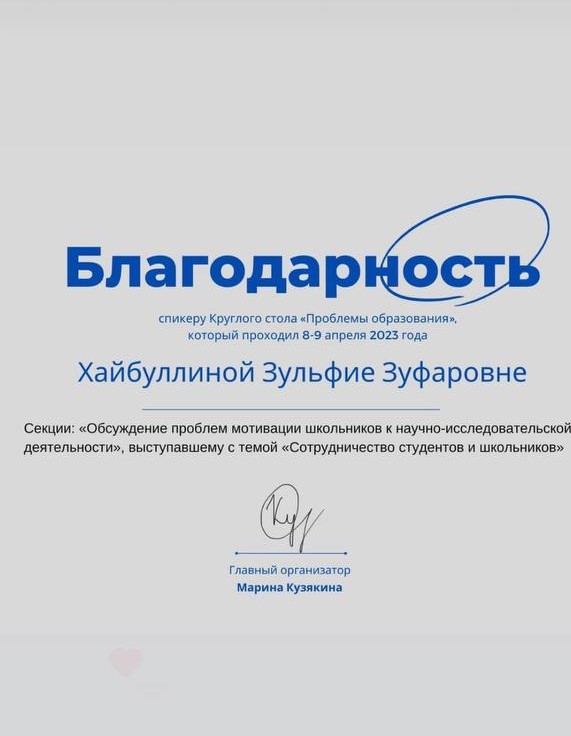 Благодарность
спикеру Круглого стола «Проблемы образования»,
который проходил 8-9 апреля 2023 года
Хайбуллиной Зульфие Зуфаровне
Секции: «Обсуждение проблем мотивации школьников к научно-исследовательской
деятельности», выступавшему с темой «Сотрудничество студентов и школьников»
Главный организатор
Марина Кузякина